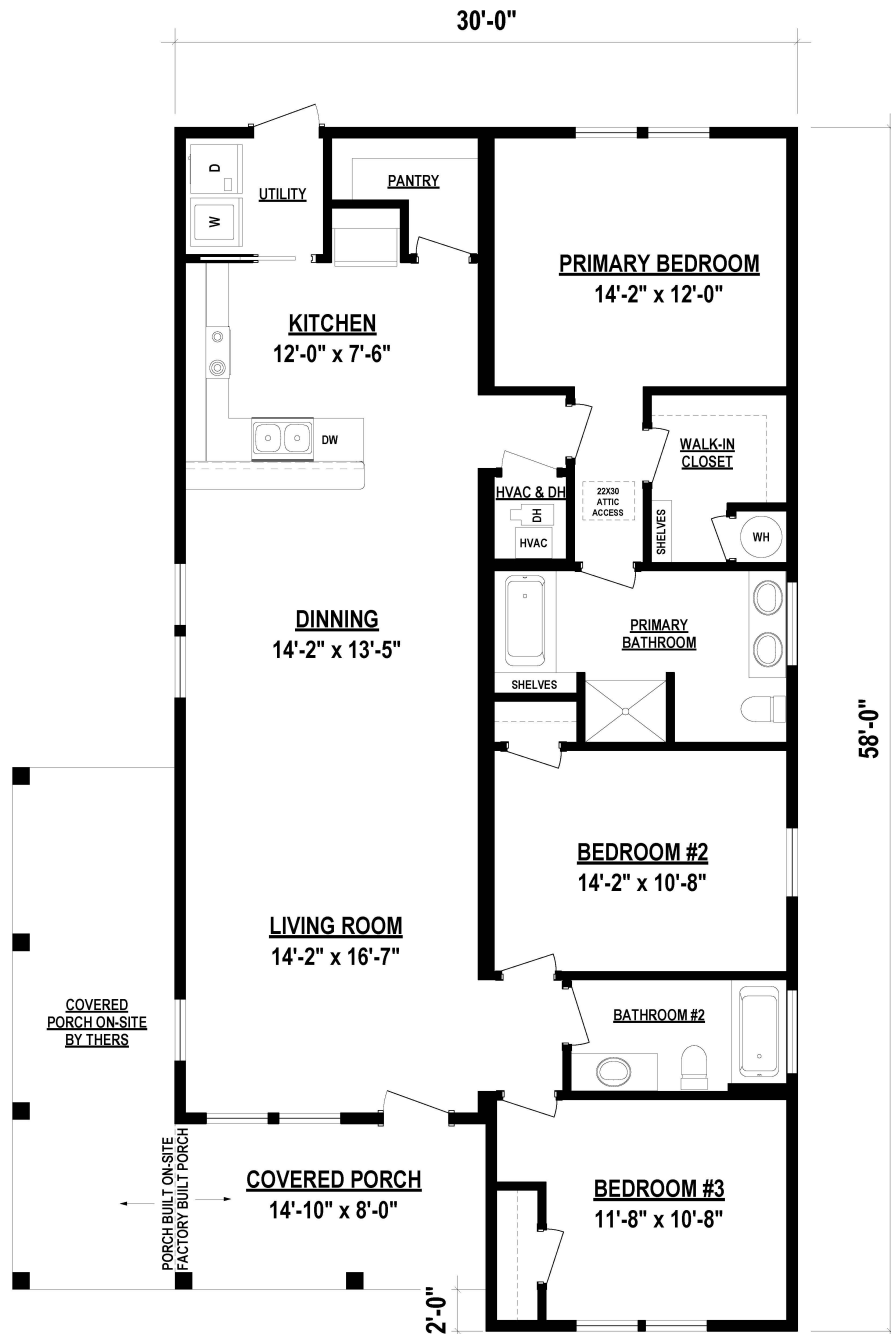 30'-0"
D
W
UTILITY
PANTRY
PRIMARY BEDROOM
14'-2" x 12'-0"
KITCHEN
12'-0" x 7'-6"
DW
WALK-IN
CLOSET
HVAC & DH
DH
HVAC
22X30
ATTIC
ACCESS
SHELVES
WH
DINNING
14'-2" x 13'-5"
PRIMARY
BATHROOM
SHELVES
58'-0"
BEDROOM #2
14'-2" x 10'-8"
LIVING ROOM
14'-2" x 16'-7"
COVERED
PORCH ON-SITE
BY THERS
BATHROOM #2
PORCH BUILT ON-SITE
FACTORY BUILT PORCH
COVERED PORCH
14'-10" x 8'-0"
BEDROOM #3
11'-8" x 10'-8"
2'-0"